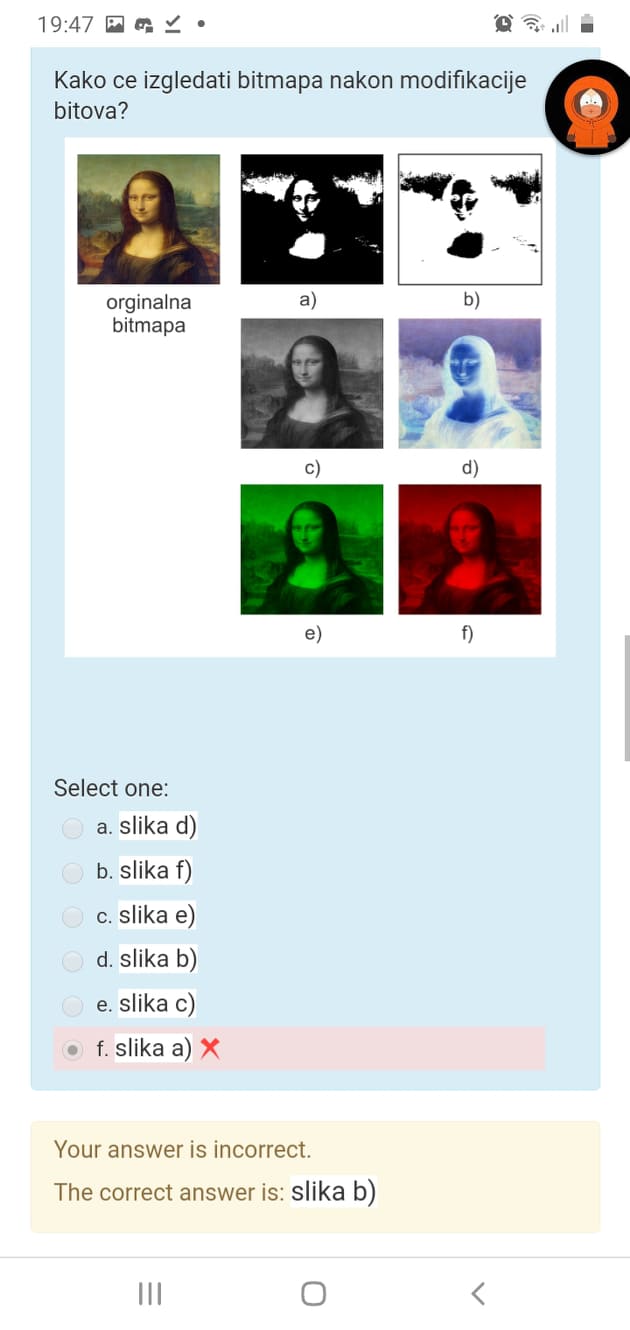 19:47
Kako ce izgledati bitmapa nakon modifikacije
bitova?
orginalna
bitmapa
a)
b)
c)
d)
e)
f)
Select one:
a. slika d)
b. slika f)
c. slika e)
d. slika b)
e. slika c)
f. slika a)
Your answer is incorrect.
The correct answer is: slika b)